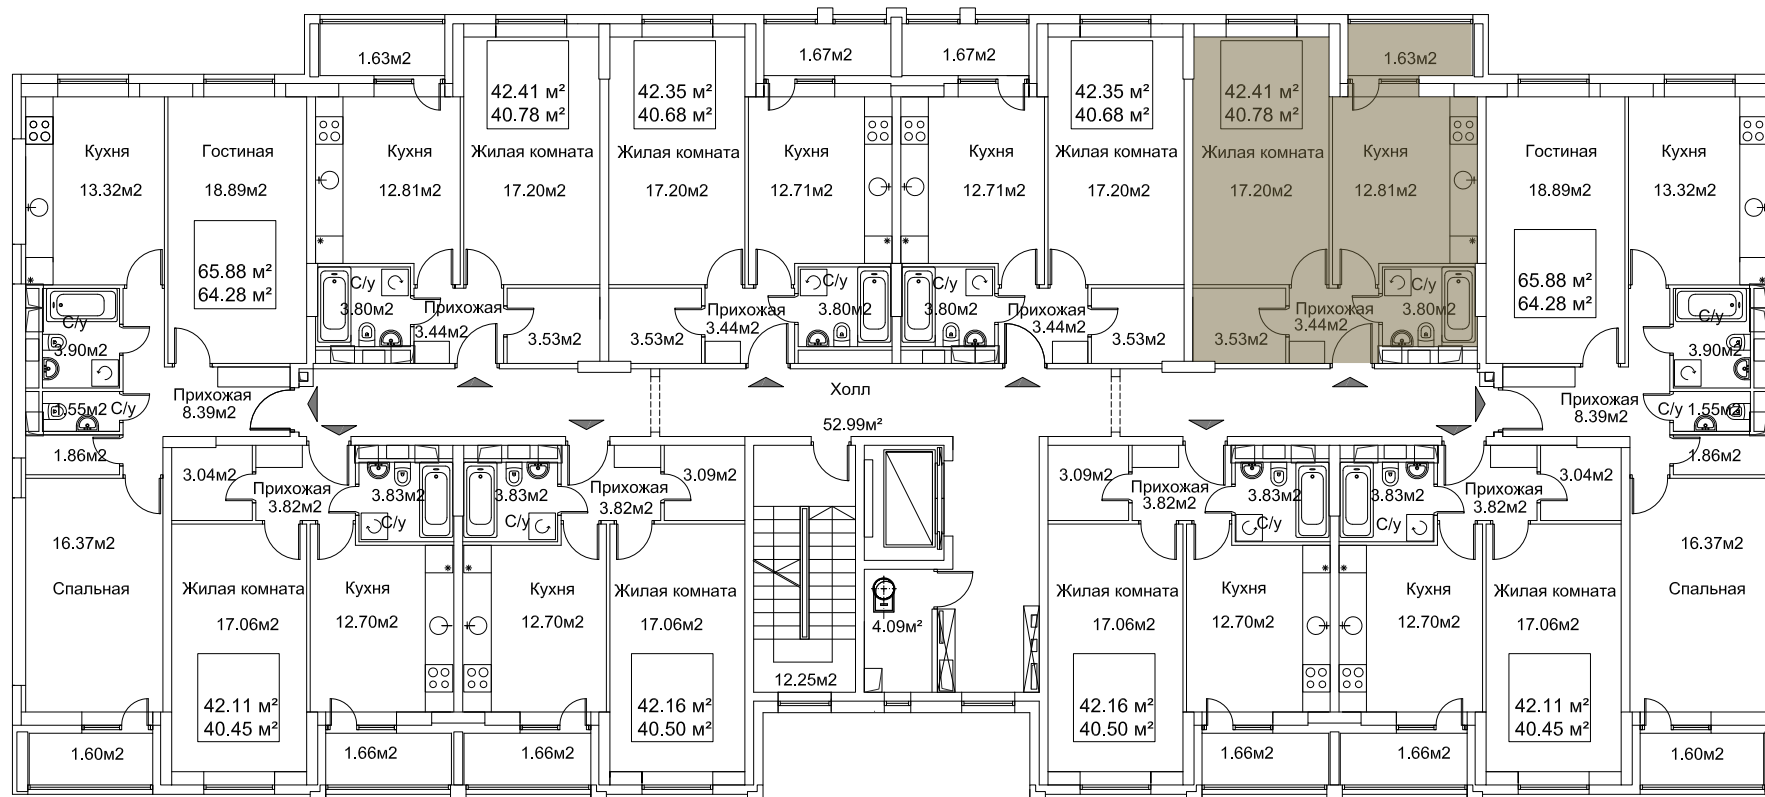 1.63м2
1.67м2
1.67м2
1.63м2
42.41 м²
40.78 м²
42.35 м²
40.68 м²
42.35 м²
40.68 м²
42.41 м²
40.78 м²
Кухня
13.32м2
Гостиная
18.89м2
Кухня
12.81м2
Жилая комната
17.20м2
Жилая комната
17.20м2
Кухня
12.71м2
Кухня
12.71м2
Жилая комната
17.20м2
Жилая комната
17.20м2
Кухня
12.81м2
Гостиная
18.89м2
Кухня
13.32м2
65.88 м²
64.28 м²
65.88 м²
64.28 м²
С/у
3.90м2
С/у
3.80м2
Прихожая
3.44м2
3.53м2
3.53м2
Прихожая
3.44м2
С/у
3.80м2
С/у
3.80м2
Прихожая
3.44м2
3.53м2
3.53м2
Прихожая
3.44м2
С/у
3.80м2
С/у
3.90м2
1.55м2 С/у
Прихожая
8.39м2
Холл
52.99м²
Прихожая
8.39м2
С/у 1.55м2
1.86м2
3.04м2
Прихожая
3.82м2
3.83м2
С/у
3.83м2
С/у
Прихожая
3.82м2
3.09м2
3.09м2
Прихожая
3.82м2
3.83м2
С/у
3.83м2
С/у
Прихожая
3.82м2
3.04м2
1.86м2
16.37м2
Спальная
Жилая комната
17.06м2
Кухня
12.70м2
Кухня
12.70м2
Жилая комната
17.06м2
4.09м²
12.25м2
Жилая комната
17.06м2
Кухня
12.70м2
Кухня
12.70м2
Жилая комната
17.06м2
16.37м2
Спальная
42.11 м²
40.45 м²
42.16 м²
40.50 м²
42.16 м²
40.50 м²
42.11 м²
40.45 м²
1.60м2
1.66м2
1.66м2
1.66м2
1.66м2
1.60м2